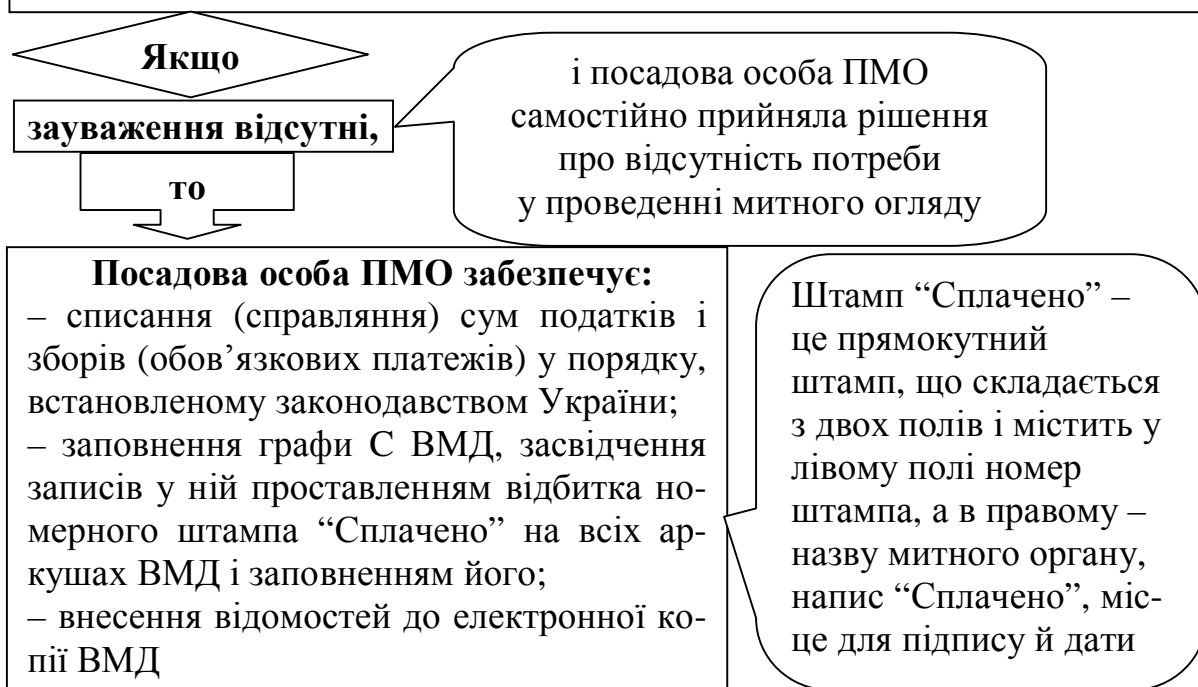 Якщо
зауваження відсутні,
то
і посадова особа ПМО
самостійно прийняла рішення
про відсутність потреби
у проведенні митного огляду
Посадова особа ПМО забезпечує:
– списання (справляння) сум податків і
зборів (обов’язкових платежів) у порядку,
встановленому законодавством України;
– заповнення графи С ВМД, засвідчення
записів у ній проставленням відбитка но-
мерного штампа “Сплачено” на всіх ар-
кушах ВМД і заповненням його;
– внесення відомостей до електронної ко-
пії ВМД
Штамп “Сплачено” –
це прямокутний
штамп, що складається
з двох полів і містить у
лівому полі номер
штампа, а в правому –
назву митного органу,
напис “Сплачено”, міс-
це для підпису й дати